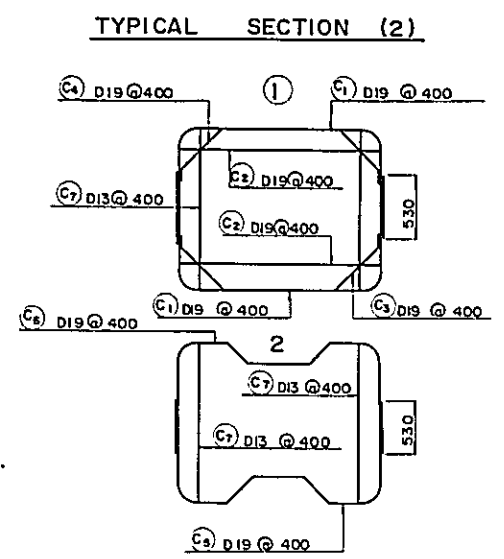 TYPICAL SECTION (2)
C4 D19 @400
1
C1 D19 @ 400
C2 D19@400
C7 D13@ 400
C2 D19@400
530
C1 D19 @ 400
C3 D19 @ 400
D19 @ 400
2
C7 D13 @400
C7 D13 @ 400
530
C5 D19 @ 400